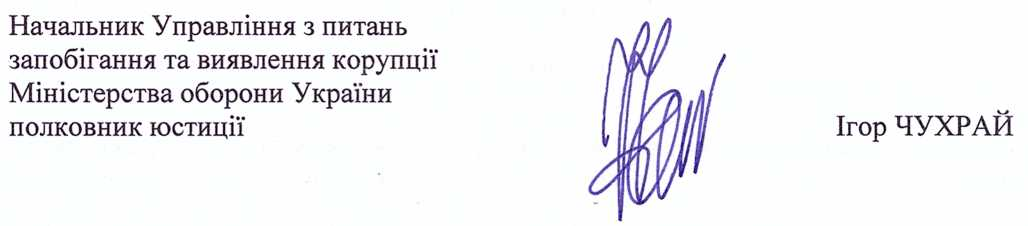 Начальник Управління з питань
запобігання та виявлення корупції
Міністерства оборони України
полковник юстиції Ігор ЧУХРАЙ